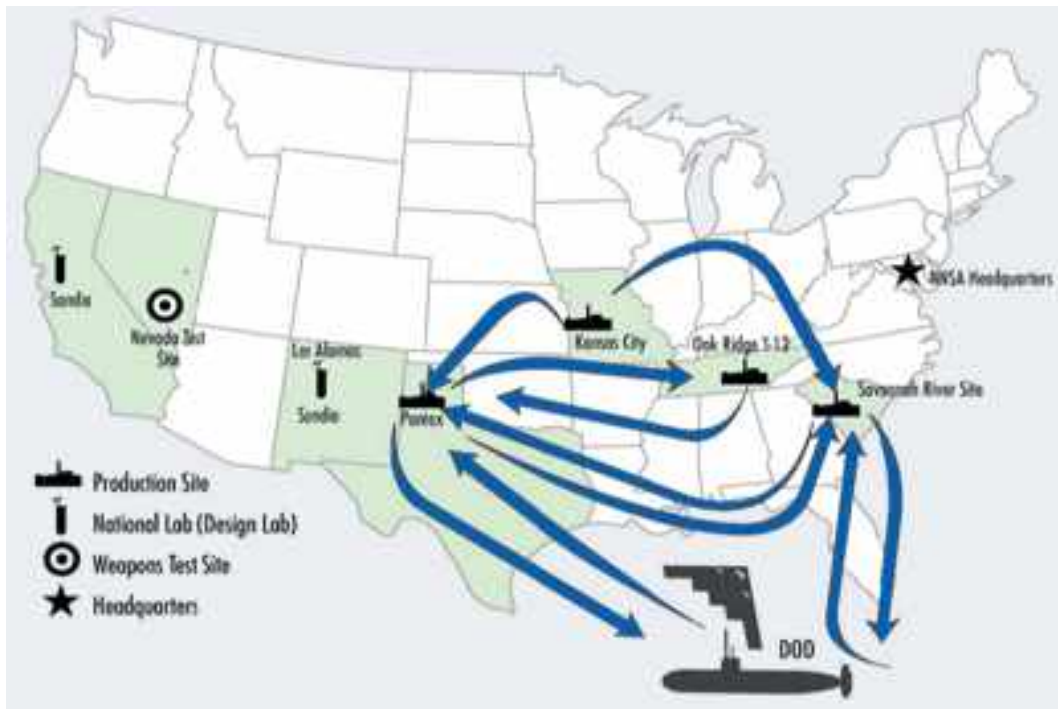 Sandia
Nevada Test
Site
Los Alamos
Sandia
Pantex
Kansas City
Oak Ridge Y-12
Savannah River Site
NNSA Headquarters
Production Site
National Lab (Design Lab)
Weapons Test Site
Headquarters
DOD